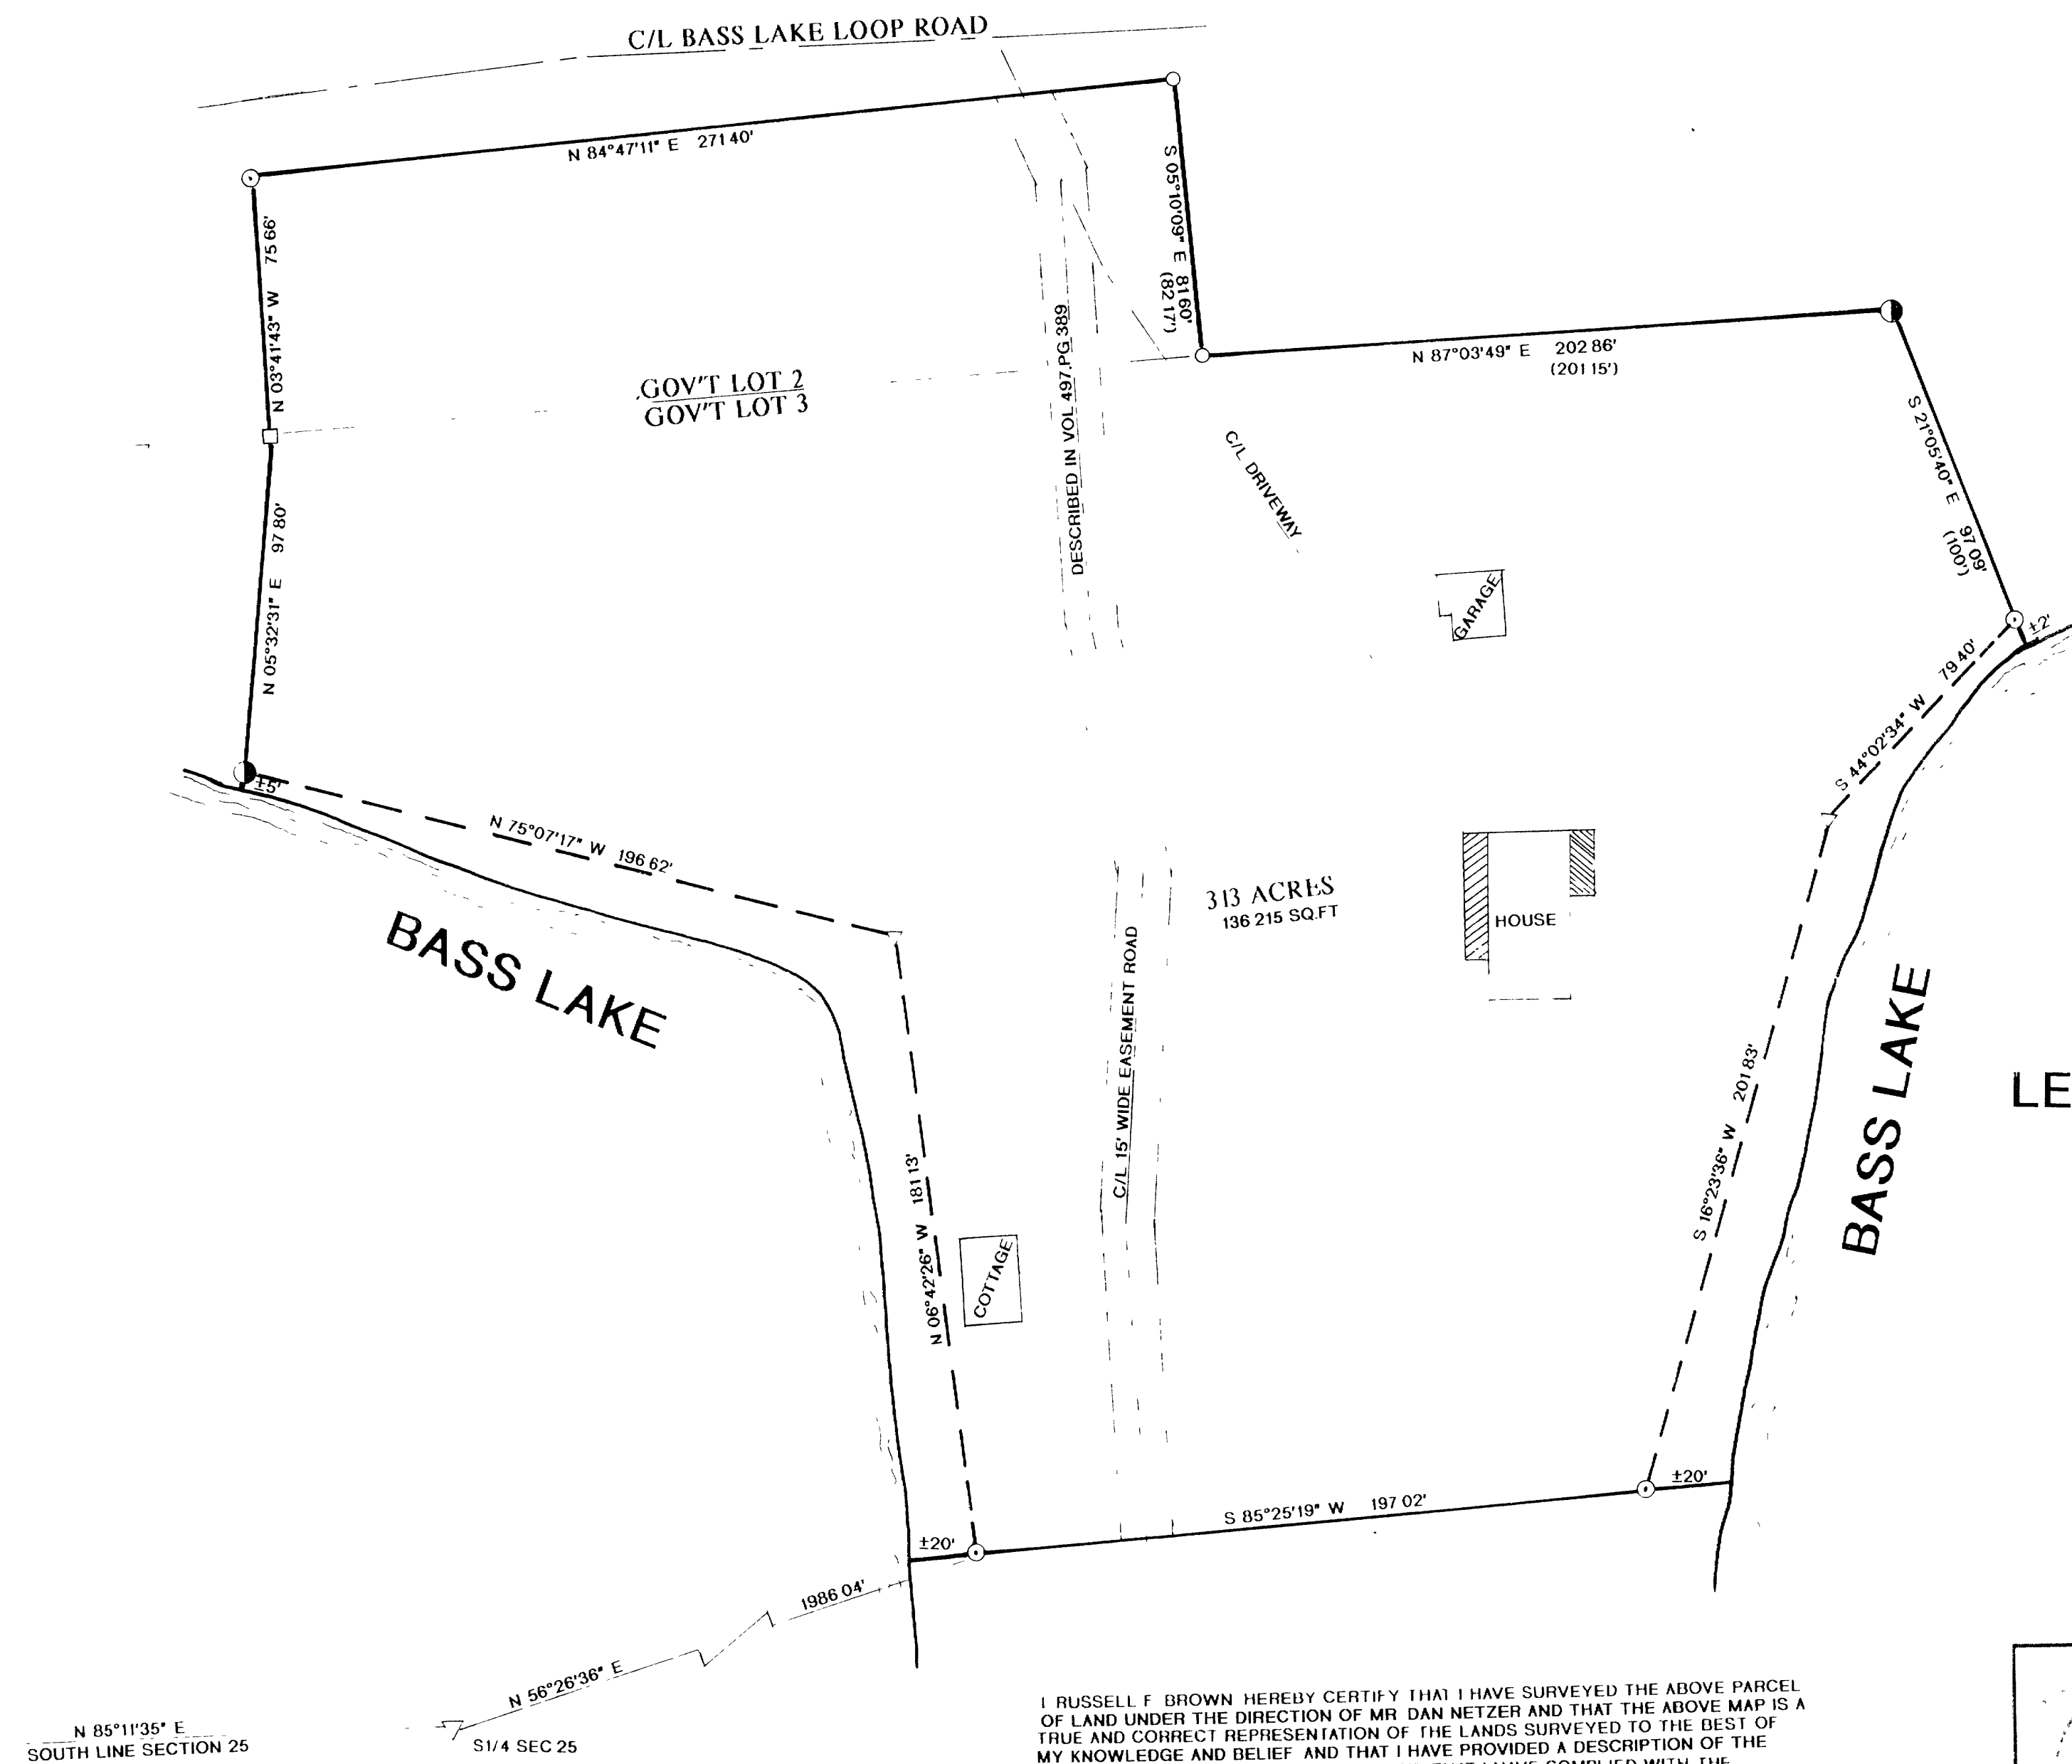 C/L BASS LAKE LOOP ROAD
N 84°47'11" E 271 40'
N 03°41'43" W 75 66'
S 05°10'09" E 81 60'
(82 17')
N 87°03'49" E 202 86'
(201 15')
GOV'T LOT 2
GOV'T LOT 3
DESCRIBED IN VOL 497,PG 389
C/L DRIVEWAY
S 21°05'40" E 97 09'
(100')
N 05°32'31" E 97 80'
GARAGE
±2'
S 44°02'34" W 79 40'
±5'
N 75°07'17" W 196 62'
BASS LAKE
3 13 ACRES
136 215 SQ.FT
HOUSE
C/L 15' WIDE EASEMENT ROAD
BASS LAKE
S 16°23'36" W 201 83'
LE
N 06°42'26" W 181 13'
COTTAGE
±20'
S 85°25'19" W 197 02'
±20'
1986 04'
N 56°26'36" E
N 85°11'35" E
SOUTH LINE SECTION 25
S1/4 SEC 25
I RUSSELL F BROWN HEREBY CERTIFY THAT I HAVE SURVEYED THE ABOVE PARCEL
OF LAND UNDER THE DIRECTION OF MR DAN NETZER AND THAT THE ABOVE MAP IS A
TRUE AND CORRECT REPRESENTATION OF THE LANDS SURVEYED TO THE BEST OF
MY KNOWLEDGE AND BELIEF AND THAT I HAVE PROVIDED A DESCRIPTION OF THE